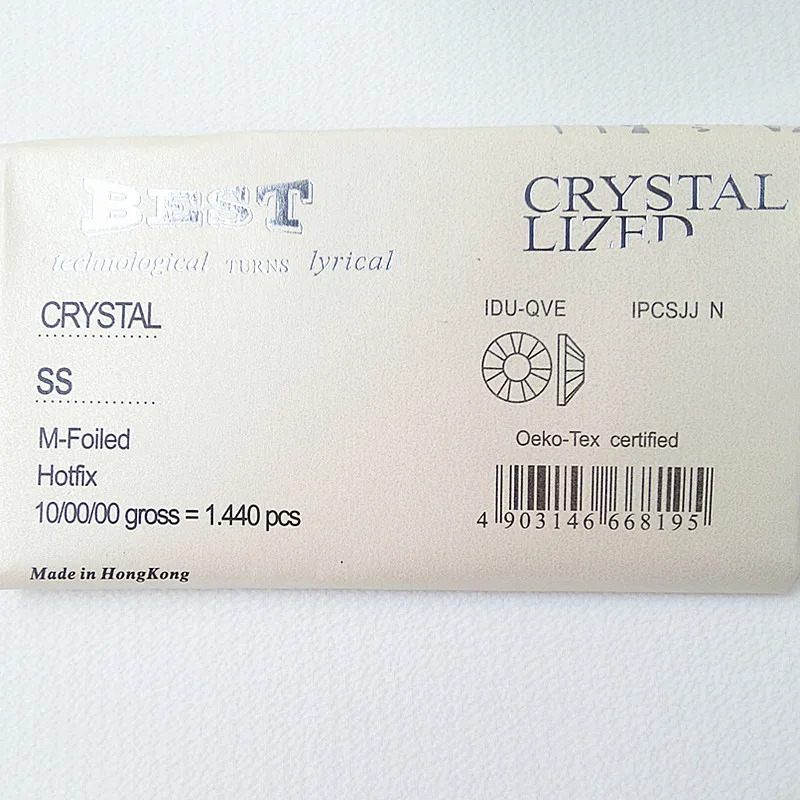 BEST
technological TURNS lyrical
CRYSTAL
LIZED
CRYSTAL
SS
M-Foiled
Hotfix
10/00/00 gross = 1.440 pcs
Made in HongKong
IDU-QVE IPCSJJ N
Oeko-Tex certified
4 903146 668195